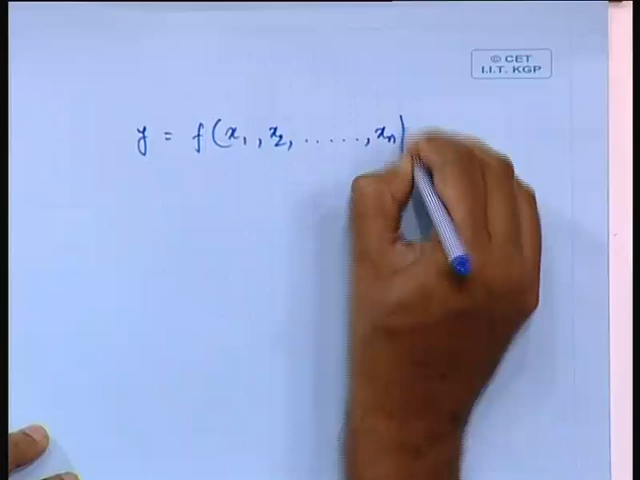 © CET
I.I.T. KGP
y = f(x₁, x₂, ......, xₙ)